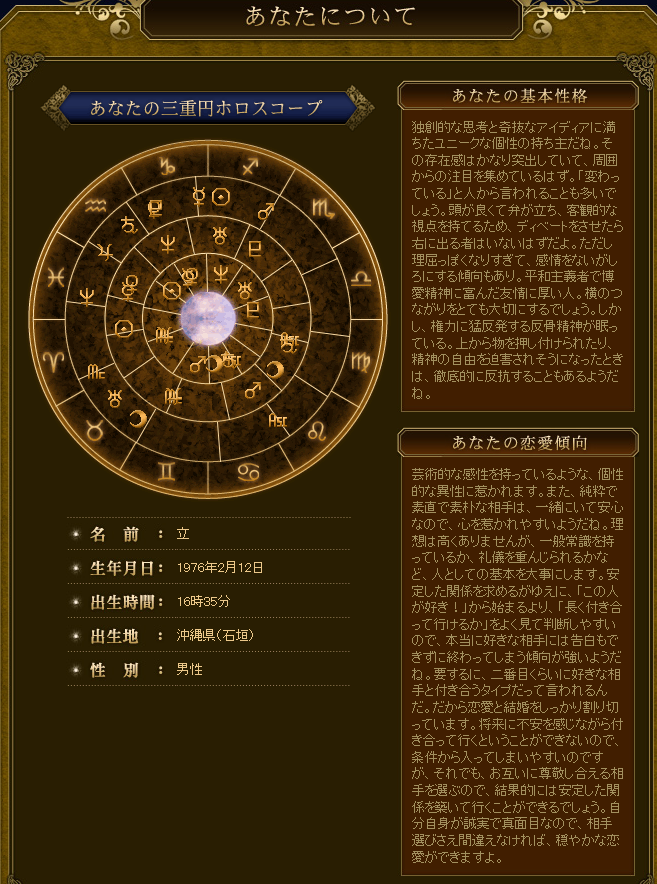 あなたについて
あなたの三重円ホロスコープ
名 前 ： 立
生年月日： 1976年2月12日
出生時間： 16時35分
出生地 ： 沖縄県(石垣)
性 別 ： 男性
あなたの基本性格
独創的な思考と奇抜なアイディアに満
ちたユニークな個性の持ち主だね。そ
の存在感はかなり突出していて、周囲
からの注目を集めているはず。「変わっ
ている」と人から言われることも多いで
しょう。頭が良くて弁が立ち、客観的な
視点を持てるため、ディベートをさせたら
右に出る者はいないはずだよ。ただし
理屈っぽくなりすぎて、感情をないがし
ろにする傾向もあり。平和主義者で博
愛精神に富んだ友情に厚い人。横のつ
ながりをとても大切にするでしょう。しか
し、権力に猛反発する反骨精神が眠っ
ている。上から物を押し付けられたり、
精神の自由を迫害されそうになったとき
は、徹底的に反抗することもあるようだ
ね。
あなたの恋愛傾向
芸術的な感性を持っているような、個性
的な異性に惹かれます。また、純粋で
素直で素朴な相手は、一緒にいて安心
なので、心を惹かれやすいようだね。理
想は高くありませんが、一般常識を持
っているか、礼儀を重んじられるかな
ど、人としての基本を大事にします。安
定した関係を求めるがゆえに、「この人
が好き！」から始まるより、「長く付き合
って行けるか」をよく見て判断しやすい
ので、本当に好きな相手には告白もで
きずに終わってしまう傾向が強いようだ
ね。要するに、二番目くらいに好きな相
手と付き合うタイプだって言われるん
だ。だから恋愛と結婚をしっかり割り切
っています。将来に不安を感じながら付
き合って行くということができないので、
条件から入ってしまいやすいのです
が、それでも、お互いに尊敬し合える相
手を選ぶので、結果的には安定した関
係を築いて行くことができるでしょう。自
分自身が誠実で真面目なので、相手
選びさえ間違えなければ、穏やかな恋
愛ができますよ。